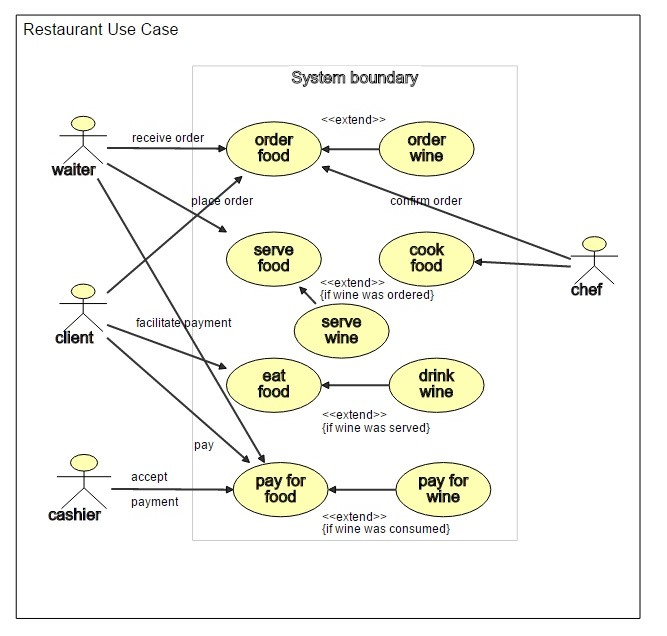 Restaurant Use Case
System boundary
<<extend>>
receive order
order
food
order
wine
waiter
place order
confirm order
serve
food
cook
food
chef
<<extend>>
{if wine was ordered}
facilitate payment
serve
wine
client
eat
food
drink
wine
<<extend>>
{if wine was served}
pay
accept
payment
cashier
pay for
food
pay for
wine
<<extend>>
{if wine was consumed}